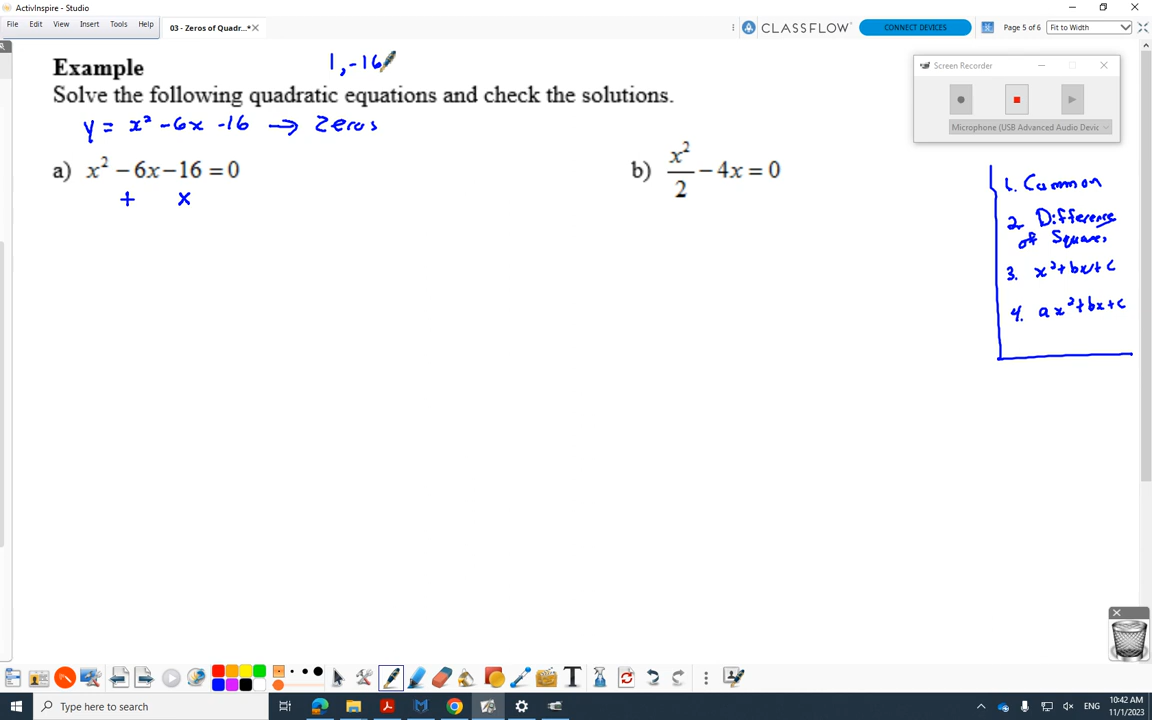 ActivInspire - Studio
File Edit Insert Tools Help
03 - Zeros of Quadr...*
CLASSFLOW
CONNECT DEVICES
Page 5 of 6
Fit to Width
Example
1, -16
Solve the following quadratic equations and check the solutions.
y = x² -6x -16 → Zeros
a) x² − 6x − 16 = 0
+ x
b) x²/2 − 4x = 0
Screen Recorder
Microphone (USB Advanced Audio Devic
1. Common
2. Difference
of Squares
3. x²+bx+c
4. ax²+bx+c
Type here to search
ENG
10:42 AM
11/1/2023